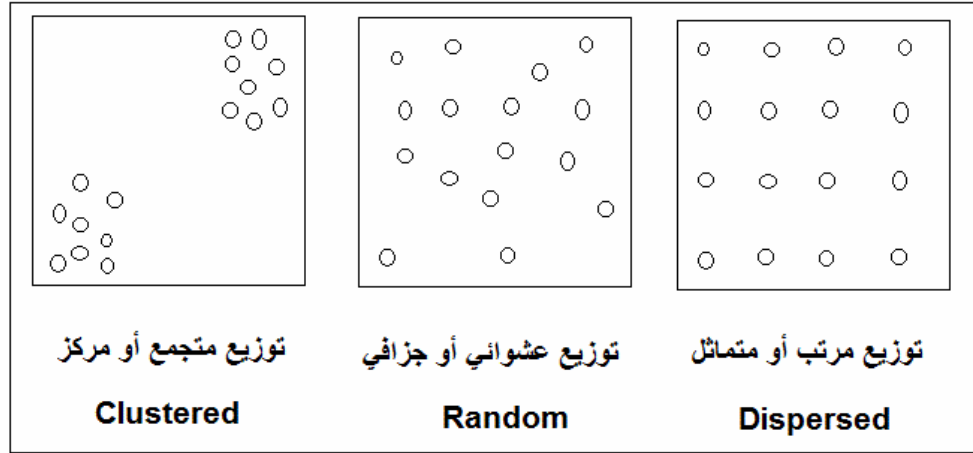 توزيع متجمع أو مركز
توزيع عشوائي أو جزافي
توزيع مرتب أو متماثل
Clustered
Random
Dispersed